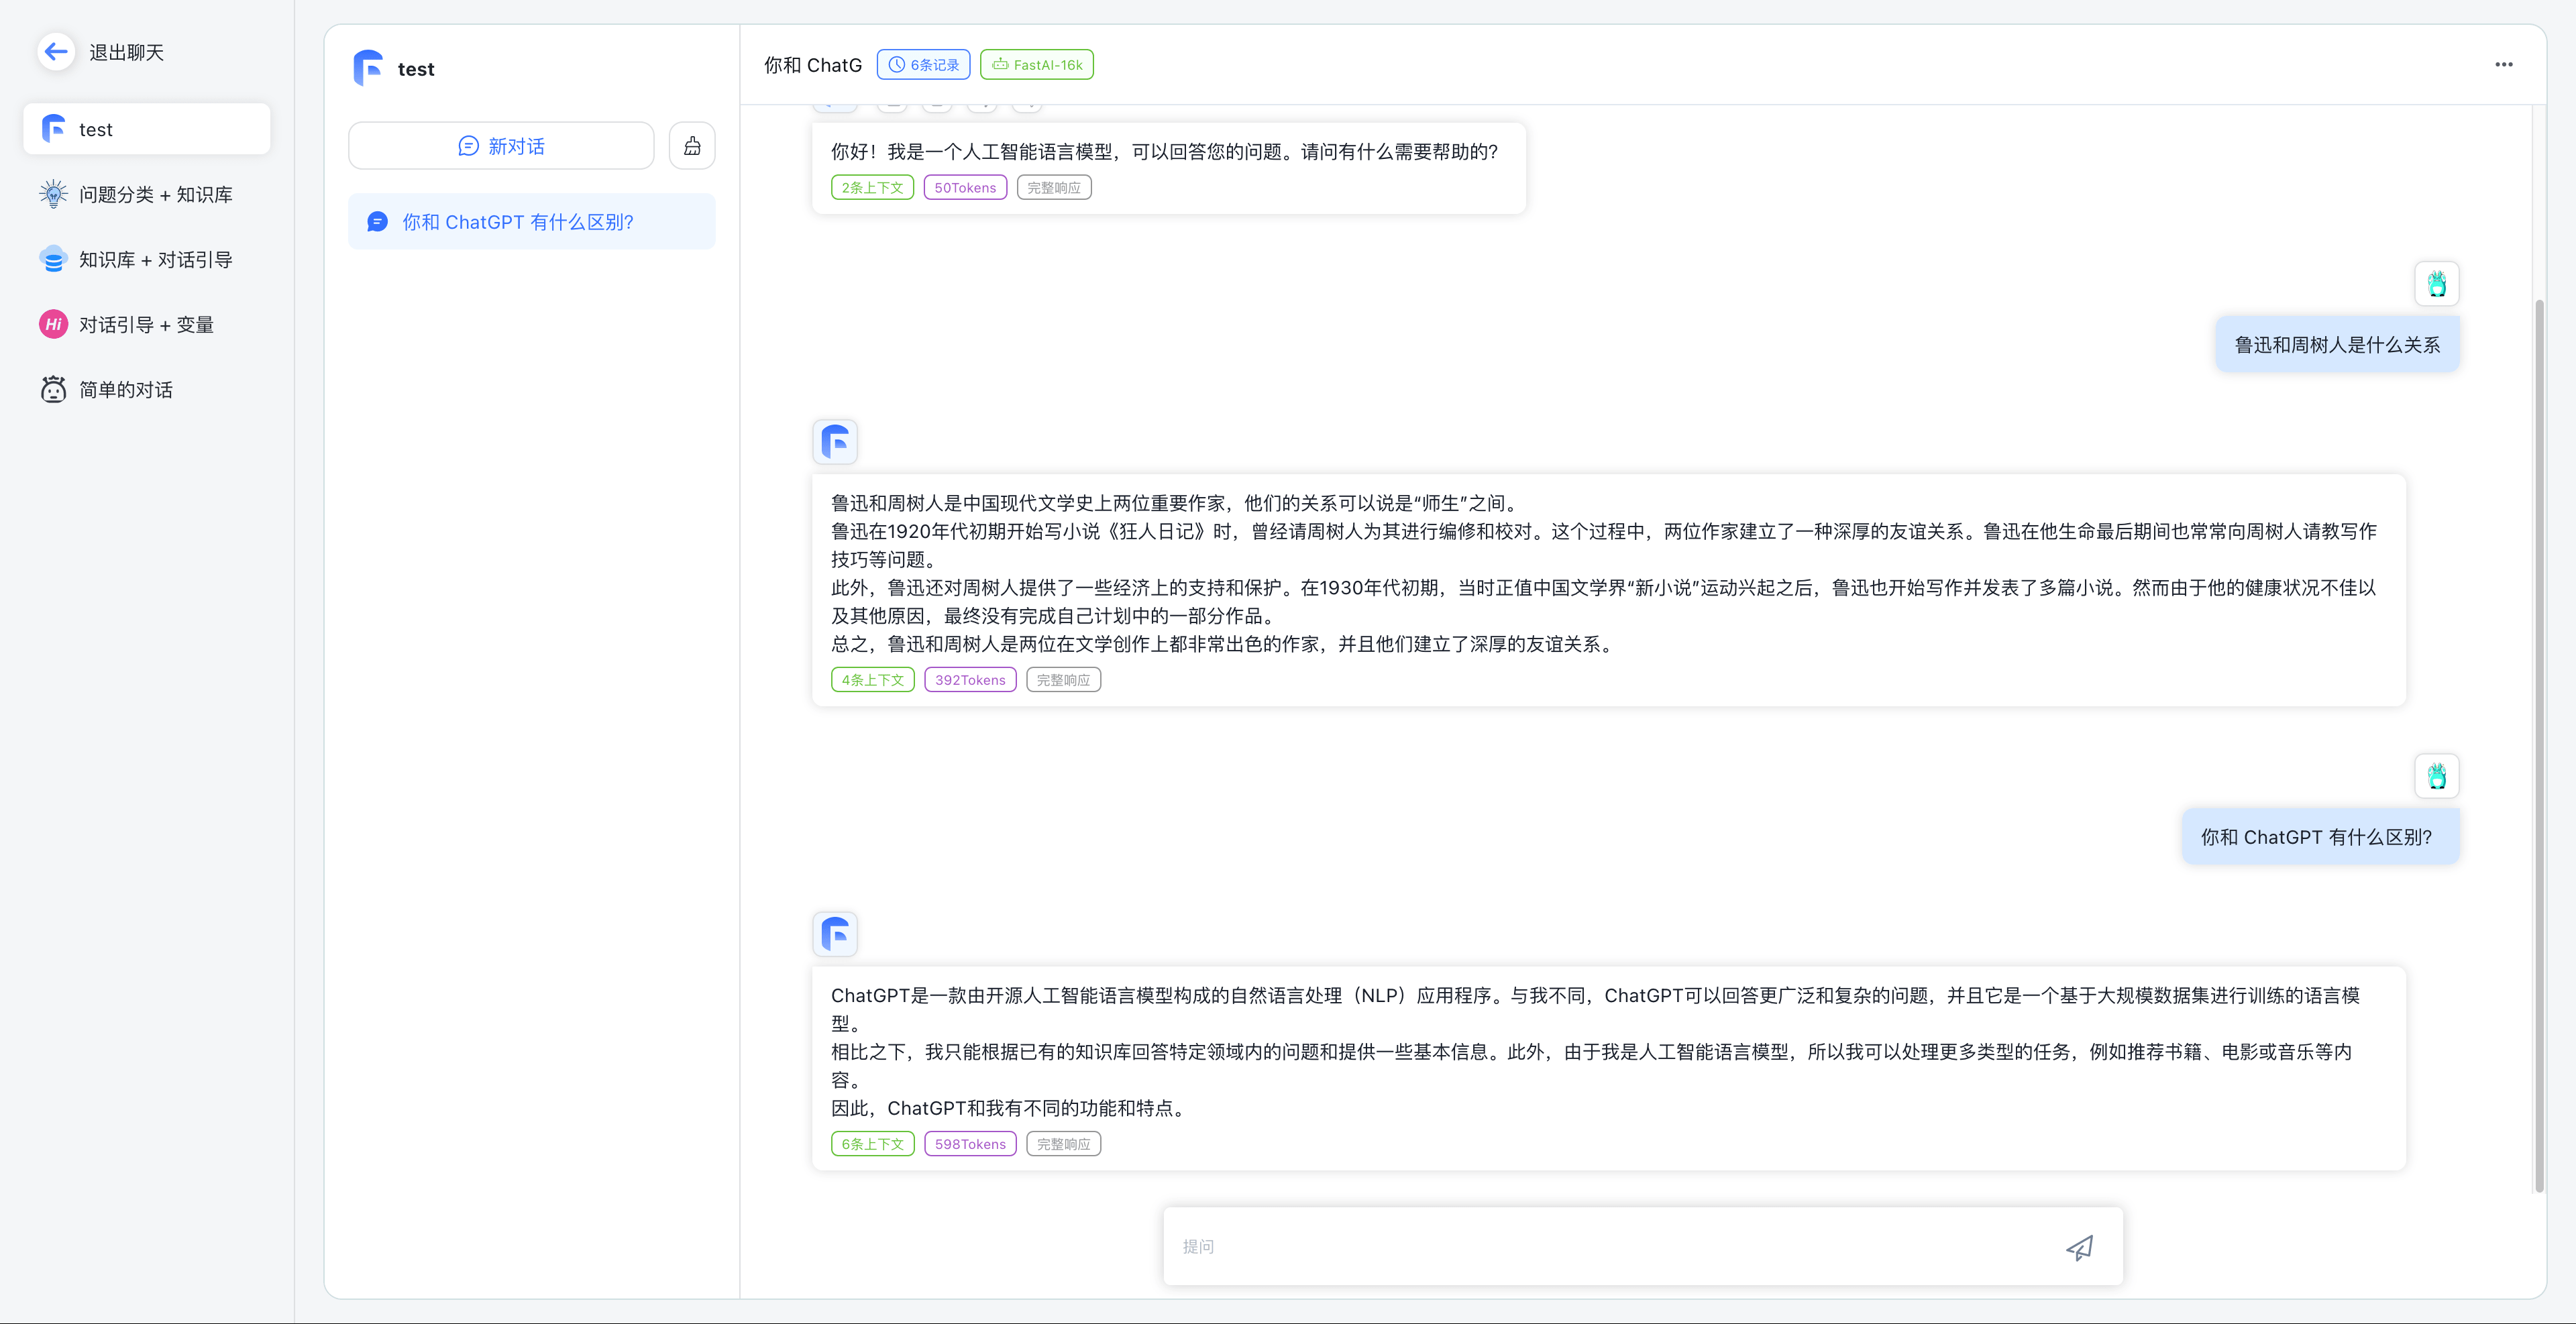 退出聊天
test
问题分类 + 知识库
知识库 + 对话引导
Hi 对话引导 + 变量
简单的对话
test
新对话
你和 ChatGPT 有什么区别?
你和 ChatG 6条记录 FastAI-16k
你好！我是一个人工智能语言模型，可以回答您的问题。请问有什么需要帮助的?
2条上下文 50Tokens 完整响应
鲁迅和周树人是什么关系
鲁迅和周树人是中国现代文学史上两位重要作家，他们的关系可以说是“师生”之间。
鲁迅在1920年代初期开始写小说《狂人日记》时，曾经请周树人为其进行编修和校对。这个过程中，两位作家建立了一种深厚的友谊关系。鲁迅在他生命最后期间也常常向周树人请教写作
技巧等问题。
此外，鲁迅还对周树人提供了一些经济上的支持和保护。在1930年代初期，当时正值中国文学界“新小说”运动兴起之后，鲁迅也开始写作并发表了多篇小说。然而由于他的健康状况不佳以
及其他原因，最终没有完成自己计划中的一部分作品。
总之，鲁迅和周树人是两位在文学创作上都非常出色的作家，并且他们建立了深厚的友谊关系。
4条上下文 392Tokens 完整响应
你和 ChatGPT 有什么区别?
ChatGPT是一款由开源人工智能语言模型构成的自然语言处理（NLP）应用程序。与我不同，ChatGPT可以回答更广泛和复杂的问题，并且它是一个基于大规模数据集进行训练的语言模
型。
相比之下，我只能根据已有的知识库回答特定领域内的问题和提供一些基本信息。此外，由于我是人工智能语言模型，所以我可以处理更多类型的任务，例如推荐书籍、电影或音乐等内
容。
因此，ChatGPT和我有不同的功能和特点。
6条上下文 598Tokens 完整响应
提问